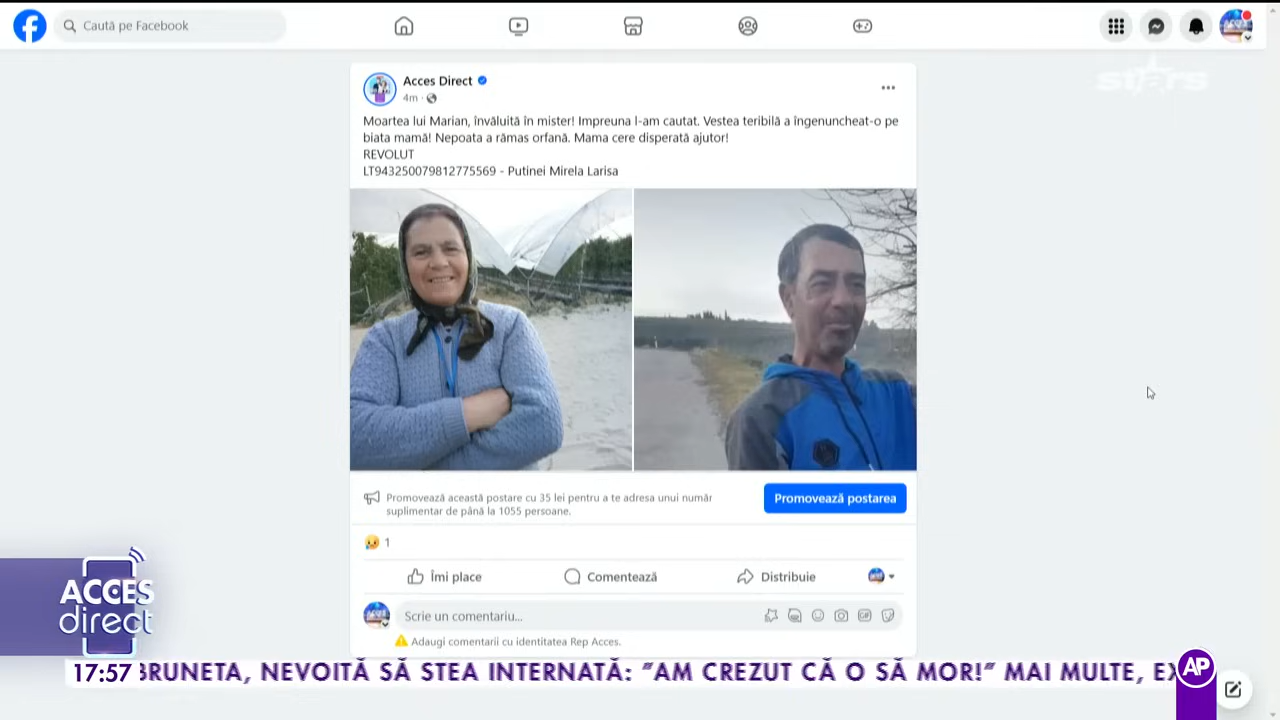 Caută pe Facebook
stars
Acces Direct
4m
Moartea lui Marian, învăluită în mister! Impreuna l-am cautat. Vestea teribilă a îngenuncheat-o pe
biata mamă! Nepoata a rămas orfană. Mama cere disperată ajutor!
REVOLUT
LT943250079812775569 - Putinei Mirela Larisa
Promovează această postare cu 35 lei pentru a te adresa unui număr
suplimentar de până la 1055 persoane.
Promovează postarea
1
Îmi place
Comentează
Distribuie
Scrie un comentariu...
Adaugi comentarii cu identitatea Rep Acces.
ACCES
direct
17:57 BRUNETA, NEVOITĂ SĂ STEA INTERNATĂ: ”AM CREZUT CĂ O SĂ MOR!” MAI MULTE, EX
AP